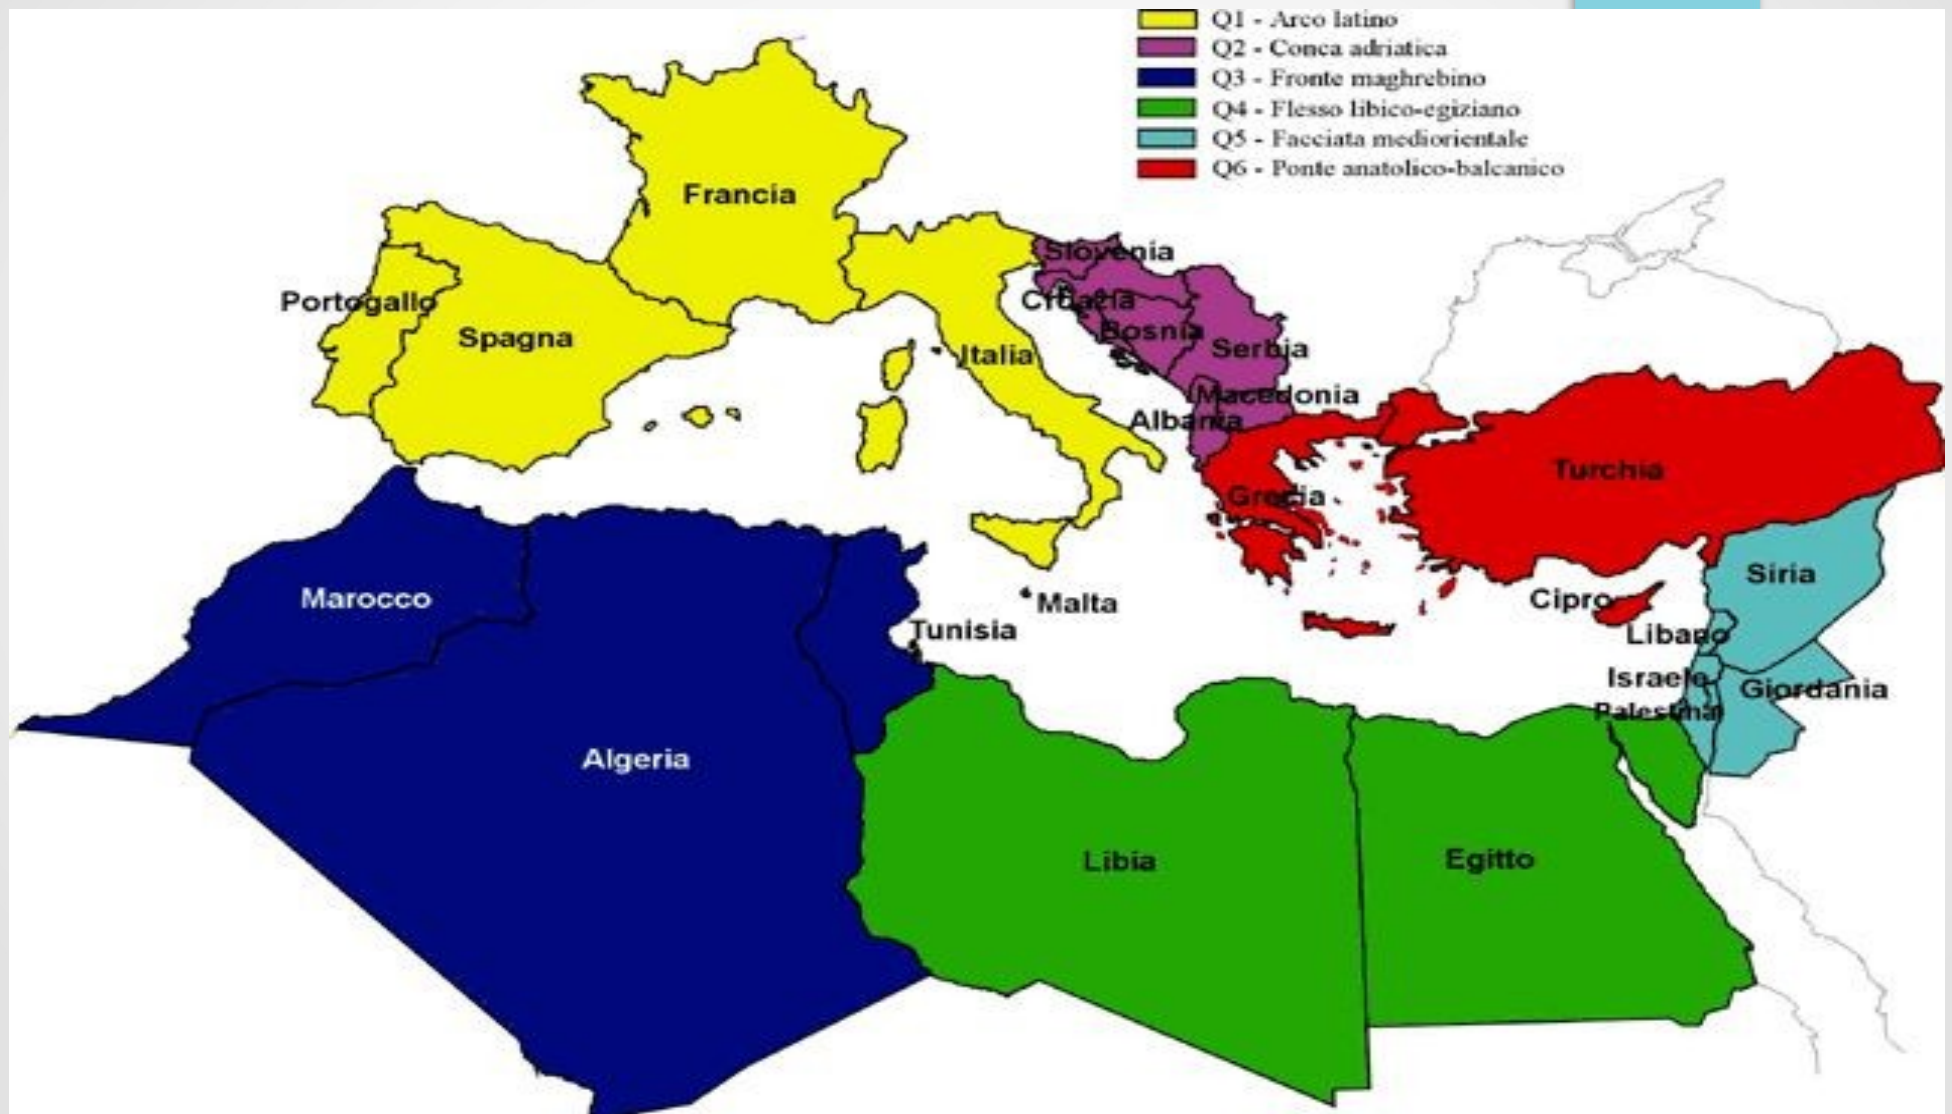 Q1 - Arco latino
Q2 - Conca adriatica
Q3 - Fronte maghrebino
Q4 - Flesso libico-egiziano
Q5 - Facciata mediorientale
Q6 - Ponte anatolico-balcanico
Francia
Slovenia
Portogallo
Croazia
Spagna
Bosnia
Italia
Serbia
Macedonia
Albania
Turchia
Grecia
Siria
Marocco
Malta
Cipro
Tunisia
Libano
Israele
Giordania
Palestina
Algeria
Libia
Egitto